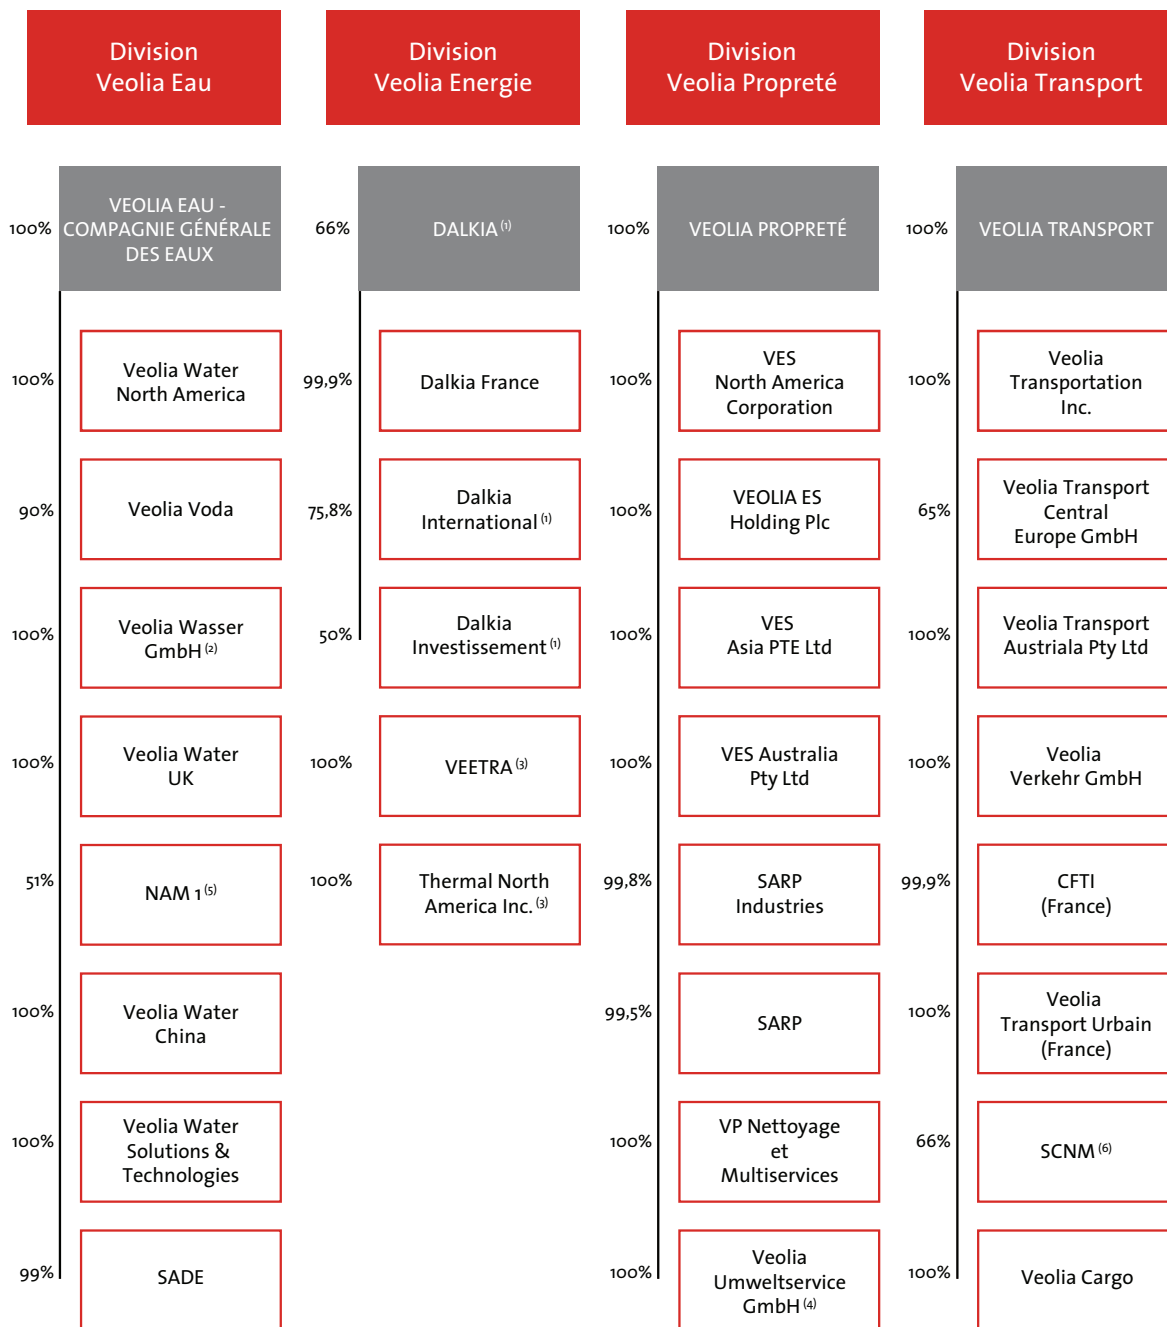 Division
Veolia Eau
Division
Veolia Energie
Division
Veolia Propreté
Division
Veolia Transport
100%
VEOLIA EAU -
COMPAGNIE GÉNÉRALE
DES EAUX
66%
DALKIA (1)
100%
VEOLIA PROPRETÉ
100%
VEOLIA TRANSPORT
100%
Veolia Water
North America
99,9%
Dalkia France
100%
VES
North America
Corporation
100%
Veolia
Transportation
Inc.
90%
Veolia Voda
75,8%
Dalkia
International (1)
100%
VEOLIA ES
Holding Plc
65%
Veolia Transport
Central
Europe GmbH
100%
Veolia Wasser
GmbH (2)
50%
Dalkia
Investissement (1)
100%
VES
Asia PTE Ltd
100%
Veolia Transport
Austriala Pty Ltd
100%
Veolia Water
UK
100%
VEETRA (3)
100%
VES Australia
Pty Ltd
100%
Veolia
Verkehr GmbH
51%
NAM 1 (5)
100%
Thermal North
America Inc. (3)
99,8%
SARP
Industries
99,9%
CFTI
(France)
100%
Veolia Water
China
99,5%
SARP
100%
Veolia
Transport Urbain
(France)
100%
Veolia Water
Solutions &
Technologies
100%
VP Nettoyage
et
Multiservices
66%
SCNM (6)
99%
SADE
100%
Veolia
Umweltservice
GmbH (4)
100%
Veolia Cargo